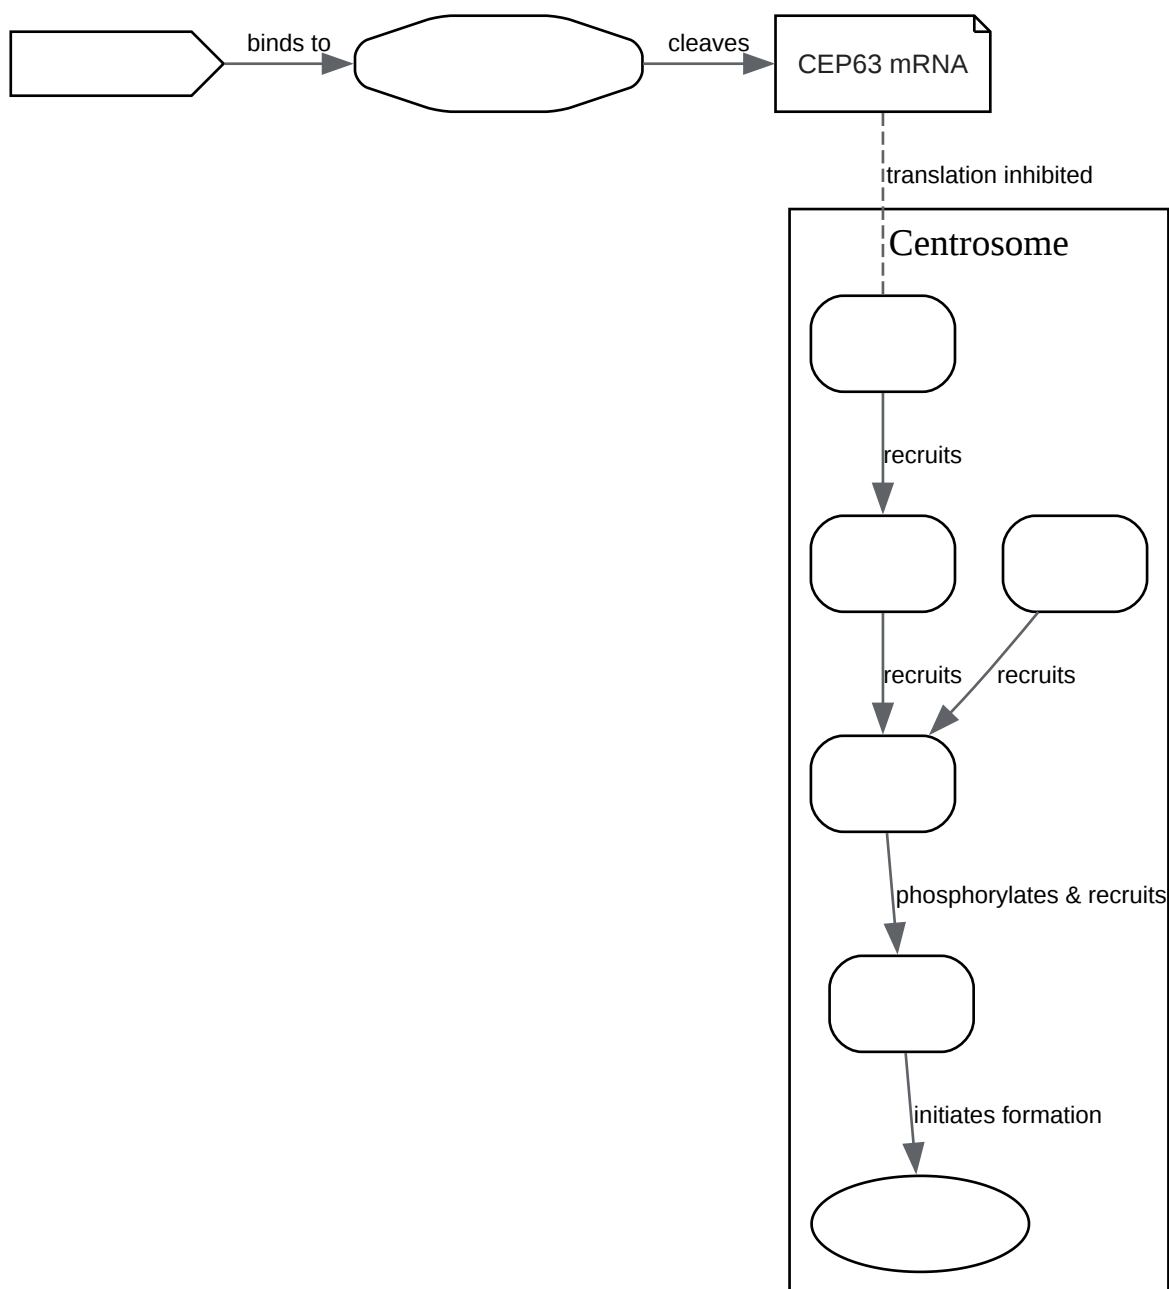 binds to
cleaves
CEP63 mRNA
translation inhibited
Centrosome
recruits
recruits
recruits
phosphorylates & recruits
initiates formation